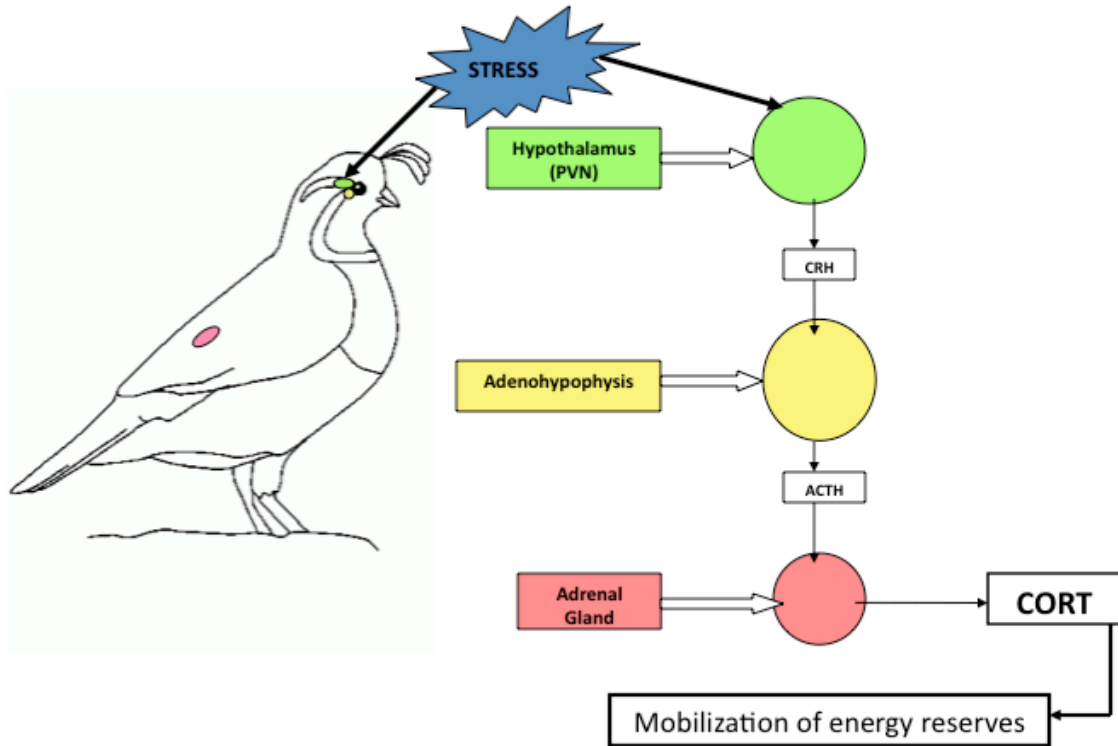 STRESS
Hypothalamus
(PVN)
CRH
Adenohypophysis
ACTH
Adrenal
Gland
CORT
Mobilization of energy reserves